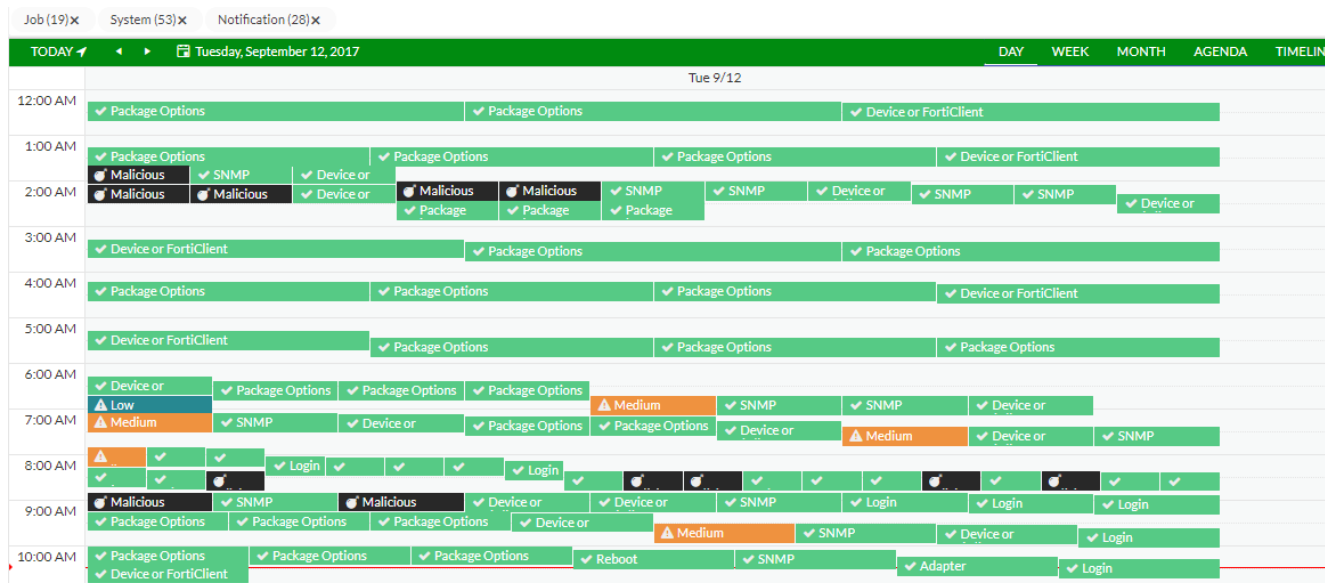 Job (19)x System (53)x Notification (28)x
TODAY Tuesday, September 12, 2017 DAY WEEK MONTH AGENDA TIMELIN
Tue 9/12
12:00 AM Package Options Package Options Device or FortiClient
1:00 AM Package Options Package Options Package Options Device or FortiClient
Malicious SNMP Device or
2:00 AM Malicious Malicious Device or Malicious Malicious SNMP SNMP Device or SNMP SNMP Device or
Package Package Package
3:00 AM Device or FortiClient Package Options Package Options
4:00 AM Package Options Package Options Package Options Device or FortiClient
5:00 AM Device or FortiClient Package Options Package Options Package Options
6:00 AM Device or Package Options Package Options Package Options
Low Medium SNMP SNMP Device or
7:00 AM Medium SNMP Device or Package Options Package Options Device or Medium Device or SNMP
8:00 AM Login Login
Malicious SNMP Malicious Device or Device or SNMP Login Login Login
9:00 AM Package Options Package Options Package Options Device or
Medium SNMP Device or Login
10:00 AM Package Options Package Options Package Options Reboot SNMP Adapter Login
Device or FortiClient